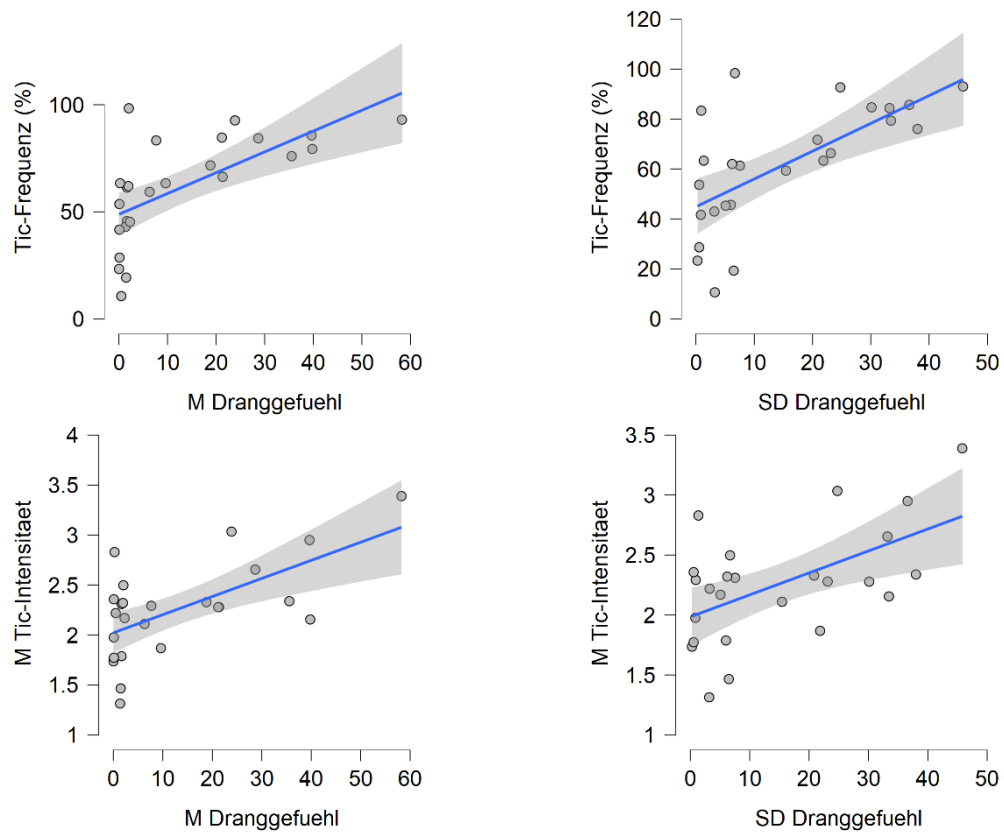 Tic-Frequenz (%)
100
50
0
0 10 20 30 40 50 60
M Dranggefuehl
Tic-Frequenz (%)
120
100
80
60
40
20
0
0 10 20 30 40 50
SD Dranggefuehl
M Tic-Intensitaet
4
3.5
3
2.5
2
1.5
1
0 10 20 30 40 50 60
M Dranggefuehl
M Tic-Intensitaet
3.5
3
2.5
2
1.5
1
0 10 20 30 40 50
SD Dranggefuehl